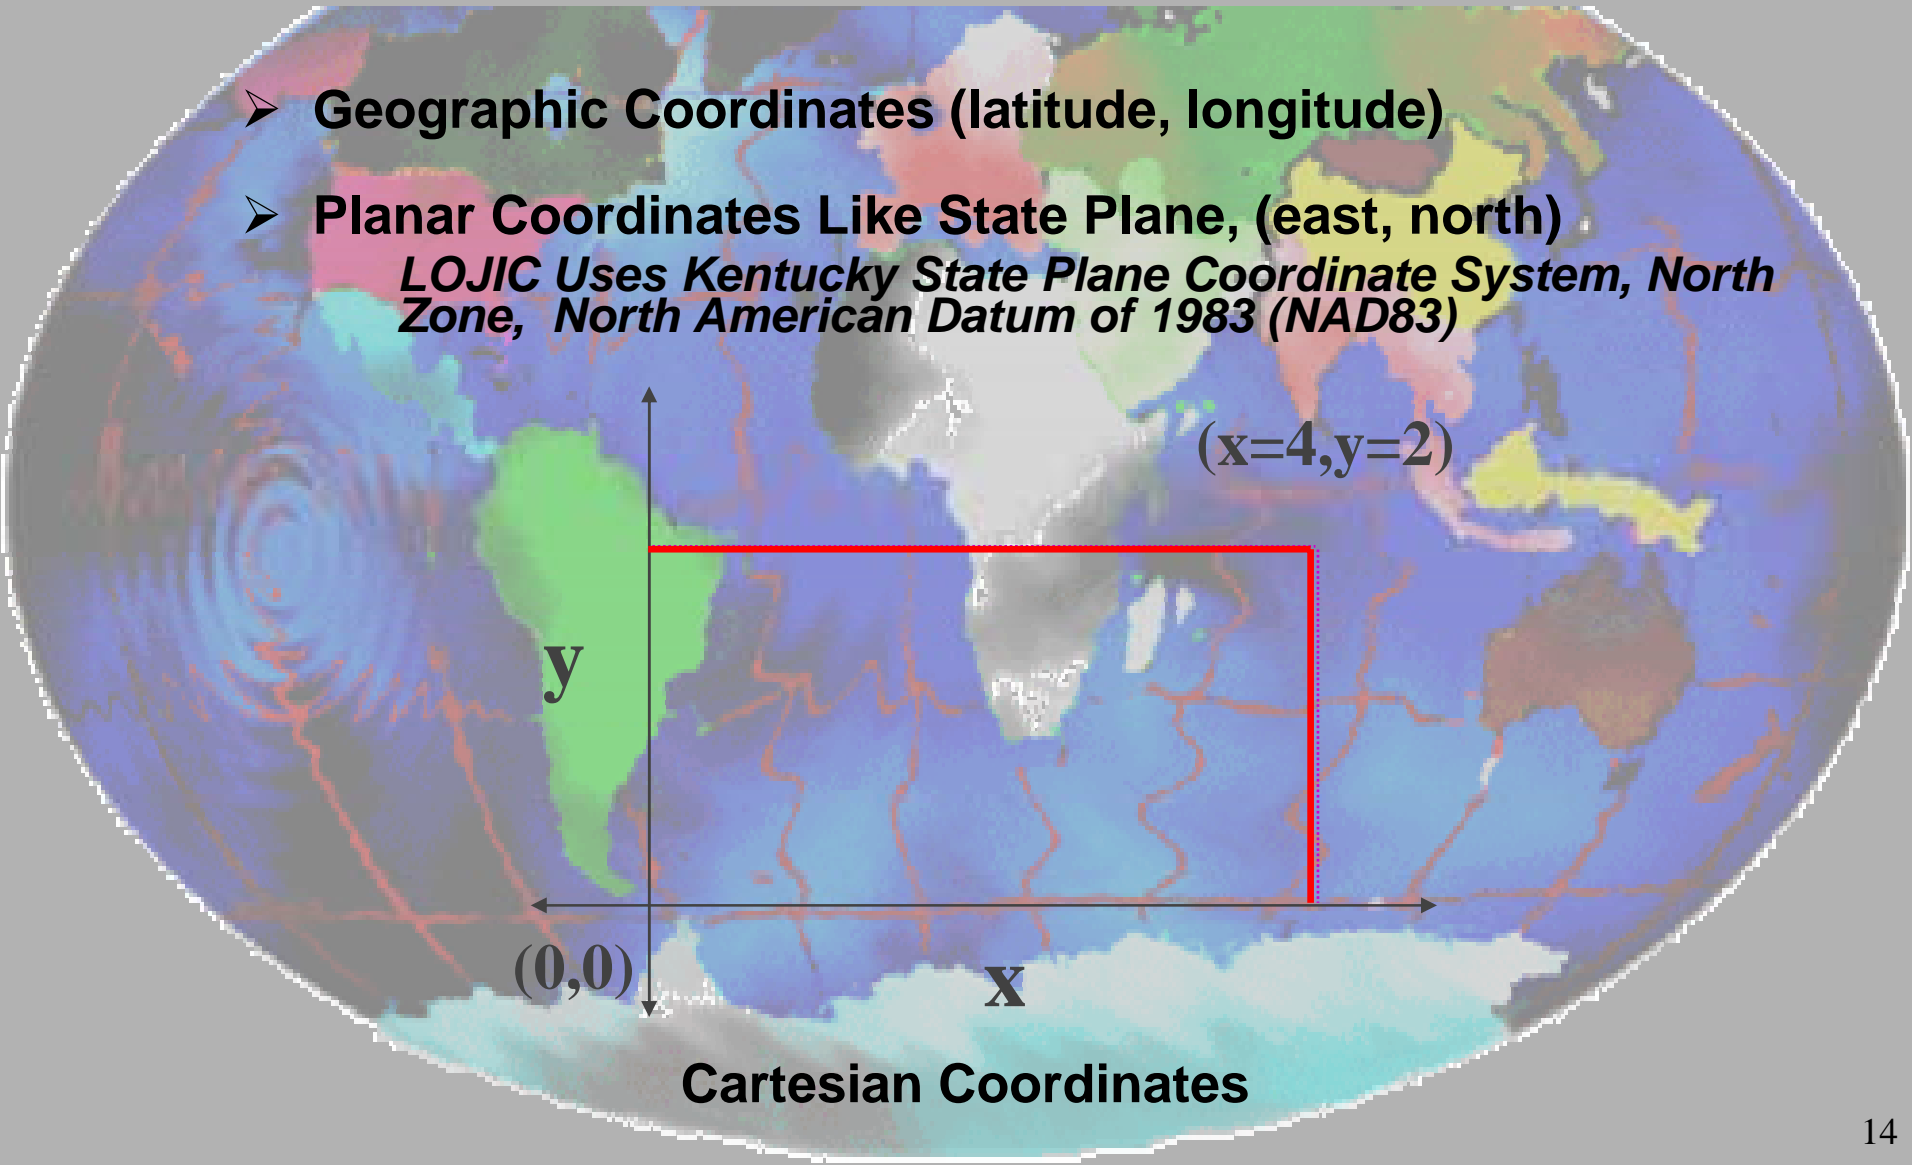 ➢ Geographic Coordinates (latitude, longitude)
➢ Planar Coordinates Like State Plane, (east, north)
LOJIC Uses Kentucky State Plane Coordinate System, North
Zone,  North American Datum of 1983 (NAD83)
(x=4,y=2)
y
(0,0)
x
Cartesian Coordinates
14